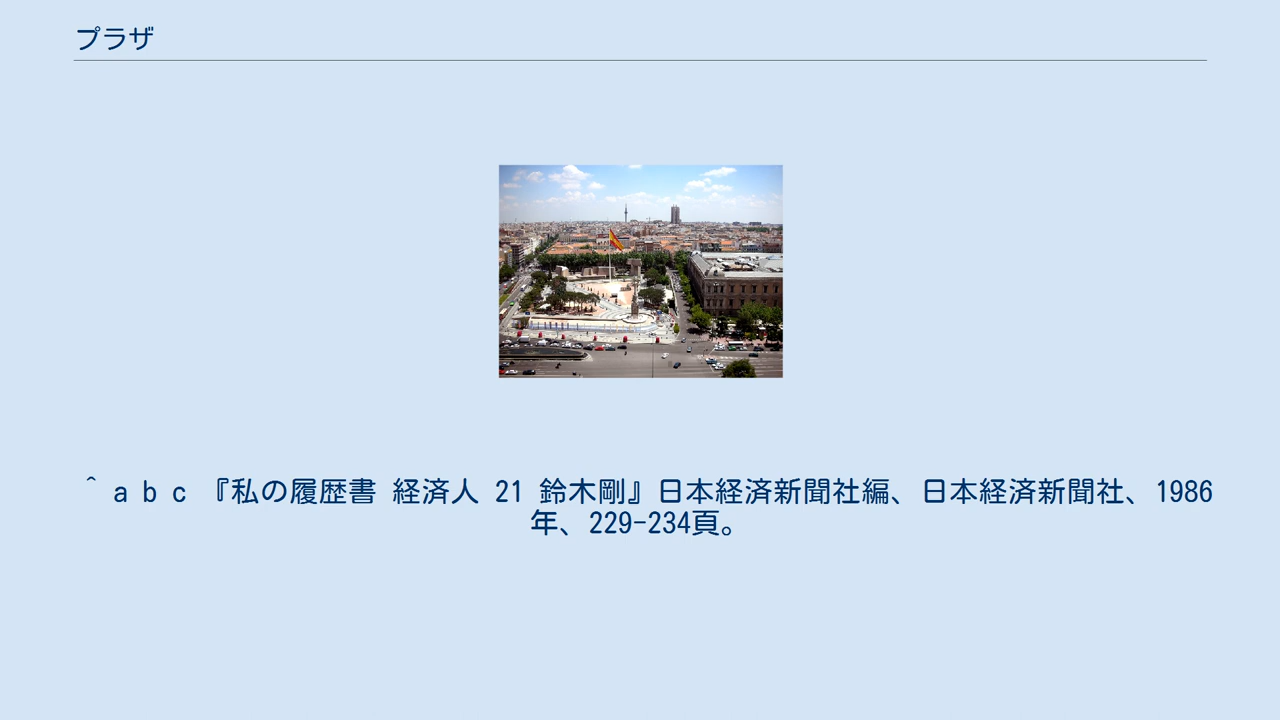 プラザ
^ a b c 『私の履歴書 経済人 21 鈴木剛』日本経済新聞社編、日本経済新聞社、1986
年、229-234頁。